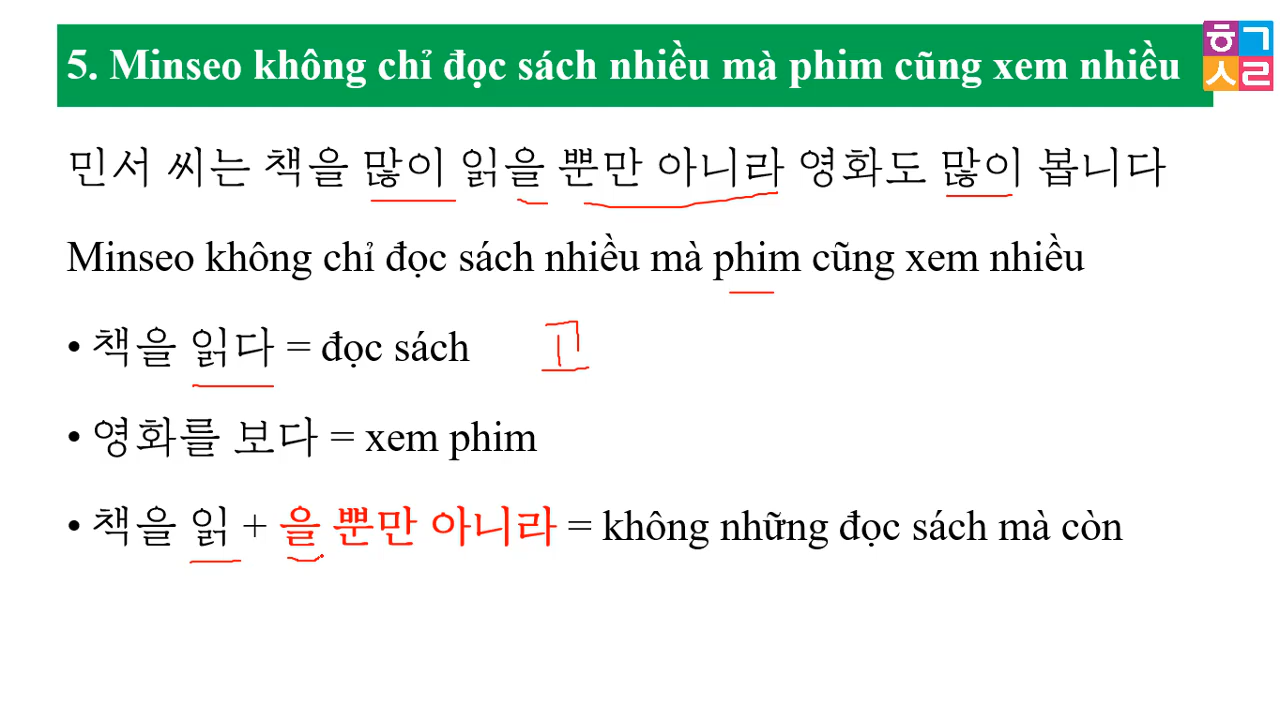 5. Minseo không chỉ đọc sách nhiều mà phim cũng xem nhiều
ㅎㄱ
ㅅㄹ
민서 씨는 책을 많이 읽을 뿐만 아니라 영화도 많이 봅니다
Minseo không chỉ đọc sách nhiều mà phim cũng xem nhiều
• 책을 읽다 = đọc sách
• 영화를 보다 = xem phim
• 책을 읽 + 을 뿐만 아니라 = không những đọc sách mà còn